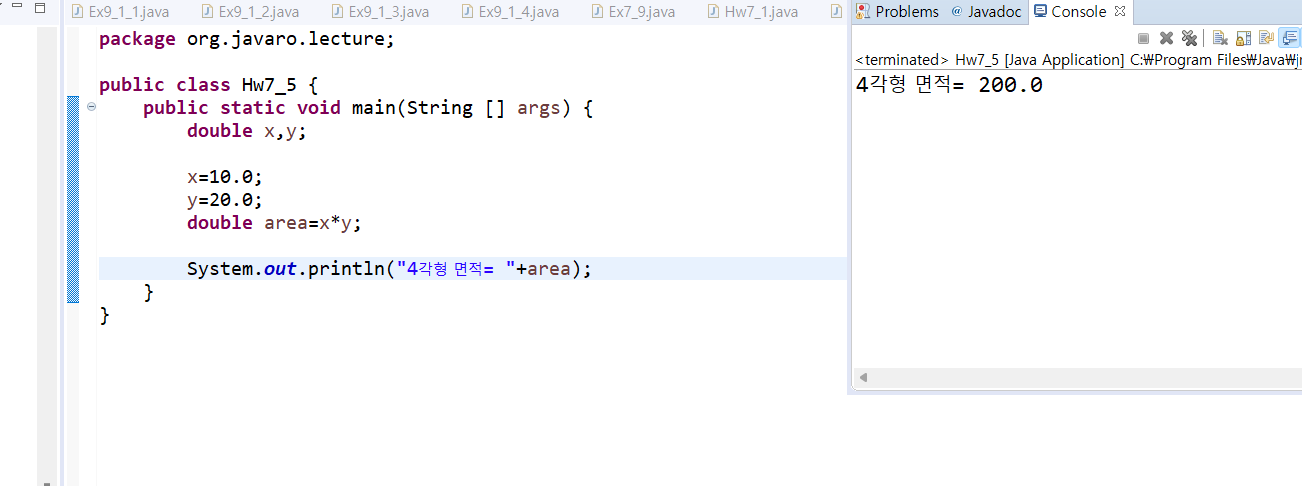 Ex9_1_1.java Ex9_1_2.java Ex9_1_3.java Ex9_1_4.java Ex7_9.java Hw7_1.java
package org.javaro.lecture;
public class Hw7_5 {
public static void main(String [] args) {
double x,y;
x=10.0;
y=20.0;
double area=x*y;
System.out.println("4각형 면적= "+area);
}
}
Problems @ Javadoc Console
<terminated> Hw7_5 [Java Application] C:₩Program Files₩Java₩jr
4각형 면적= 200.0